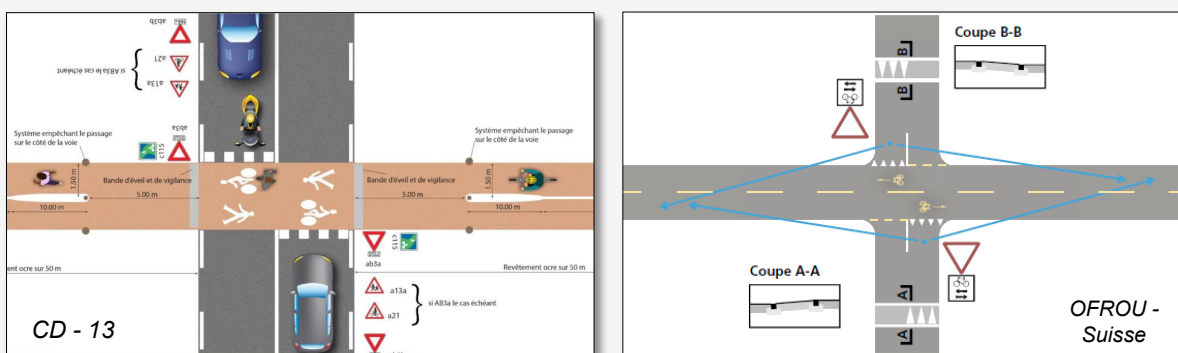 ab3b
a21
a13a
si AB3a le cas échéant
ab3a
c115
Système empêchant le passage
sur le côté de la voie
Système empêchant le passage
sur le côté de la voie
1.50 m
Bande d'éveil et de vigilance
5.00 m
10.00 m
Bande d'éveil et de vigilance
5.00 m
1.50 m
10.00 m
ent ocre sur 50 m
c115
ab3a
Revêtement ocre sur 50 m
a13a
a21
si AB3a le cas échéant
CD - 13
Coupe B-B
B
B
Coupe A-A
A
A
OFROU -
Suisse